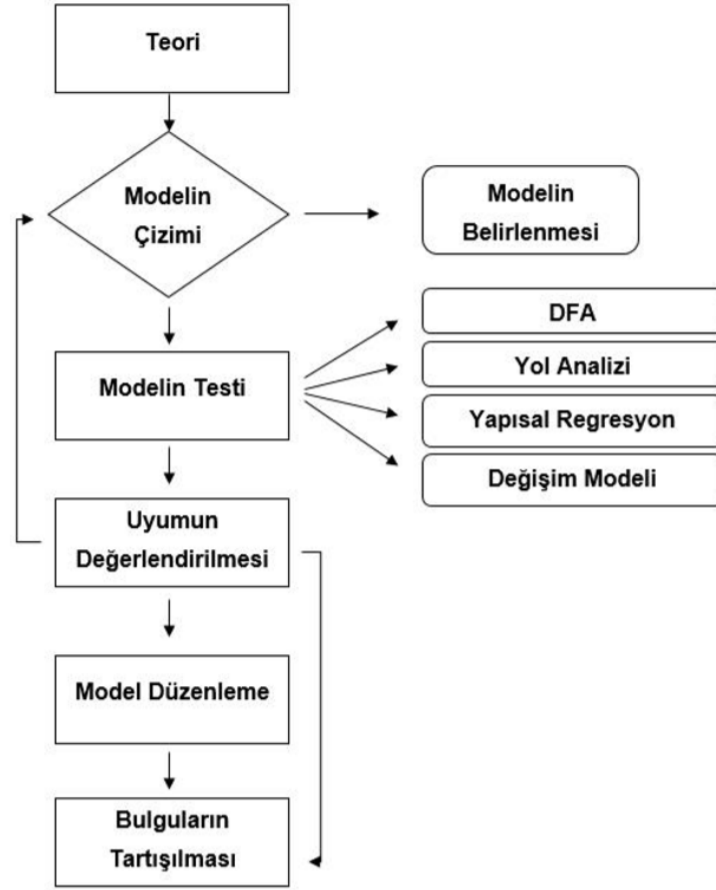 Teori
Modelin
Çizimi
Modelin
Belirlenmesi
Modelin Testi
DFA
Yol Analizi
Yapısal Regresyon
Değişim Modeli
Uyumun
Değerlendirilmesi
Model Düzenleme
Bulguların
Tartışılması